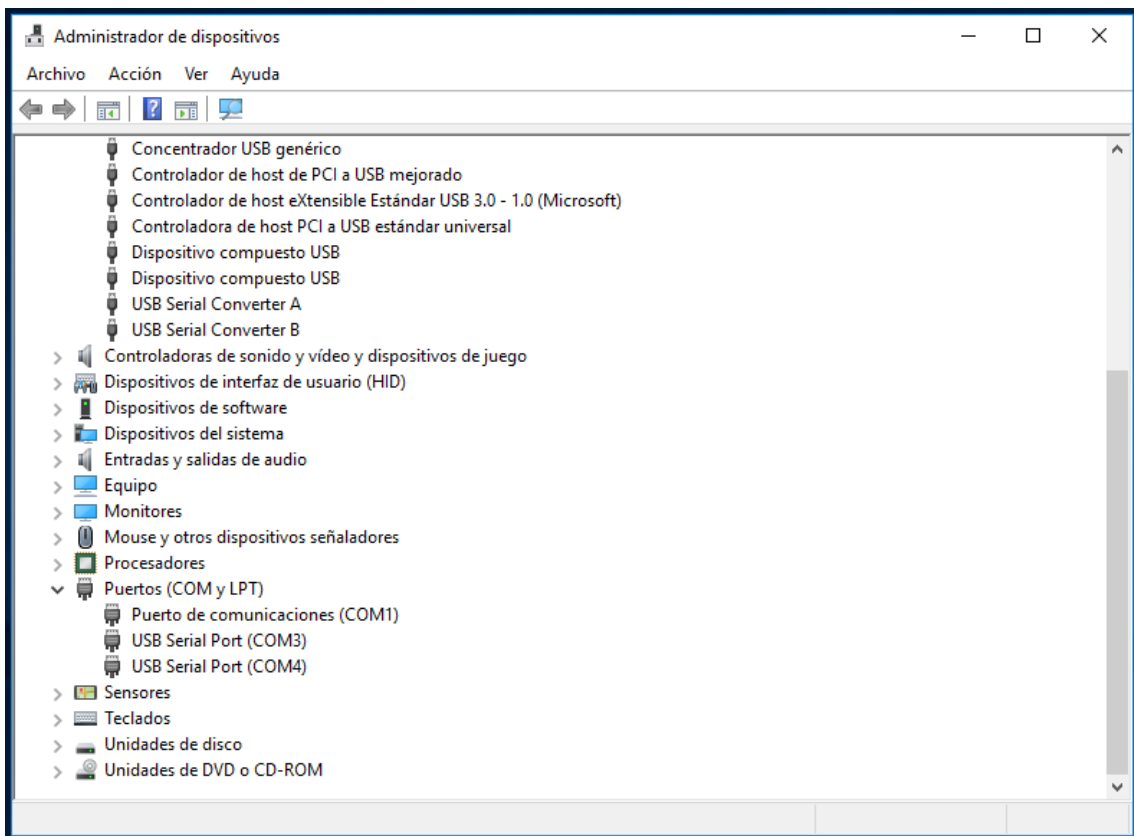 Administrador de dispositivos
Archivo Acción Ver Ayuda
Concentrador USB genérico
Controlador de host de PCI a USB mejorado
Controlador de host eXtensible Estándar USB 3.0 - 1.0 (Microsoft)
Controladora de host PCI a USB estándar universal
Dispositivo compuesto USB
Dispositivo compuesto USB
USB Serial Converter A
USB Serial Converter B
Controladoras de sonido y vídeo y dispositivos de juego
Dispositivos de interfaz de usuario (HID)
Dispositivos de software
Dispositivos del sistema
Entradas y salidas de audio
Equipo
Monitores
Mouse y otros dispositivos señaladores
Procesadores
Puertos (COM y LPT)
Puerto de comunicaciones (COM1)
USB Serial Port (COM3)
USB Serial Port (COM4)
Sensores
Teclados
Unidades de disco
Unidades de DVD o CD-ROM